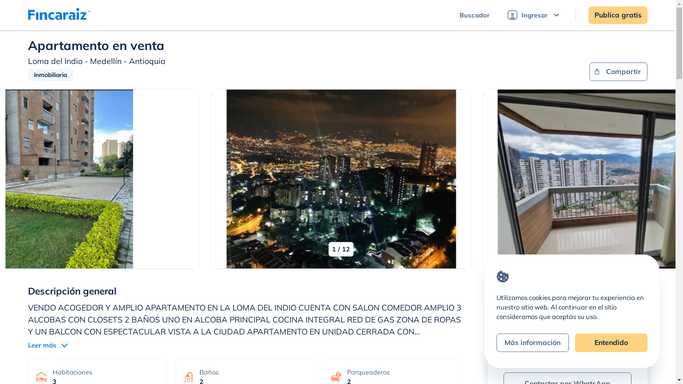 Fincaraiz
Buscador
Ingresar
Publica gratis
Apartamento en venta
Loma del Indio - Medellín - Antioquia
Inmobiliaria
Compartir
1 / 12
Descripción general
VENDO ACOGEDOR Y AMPLIO APARTAMENTO EN LA LOMA DEL INDIO CUENTA CON SALON COMEDOR AMPLIO 3
ALCOBAS CON CLOSETS 2 BAÑOS UNO EN ALCOBA PRINCIPAL COCINA INTEGRAL RED DE GAS ZONA DE ROPAS
Y UN BALCON CON ESPECTACULAR VISTA A LA CIUDAD APARTAMENTO EN UNIDAD CERRADA CON...
Leer más
Habitaciones
3
Baños
2
Parqueaderos
2
Utilizamos cookies para mejorar tu experiencia en
nuestro sitio web. Al continuar en el sitio
consideramos que aceptas su uso.
Más información
Entendido
Contactar por WhatsApp